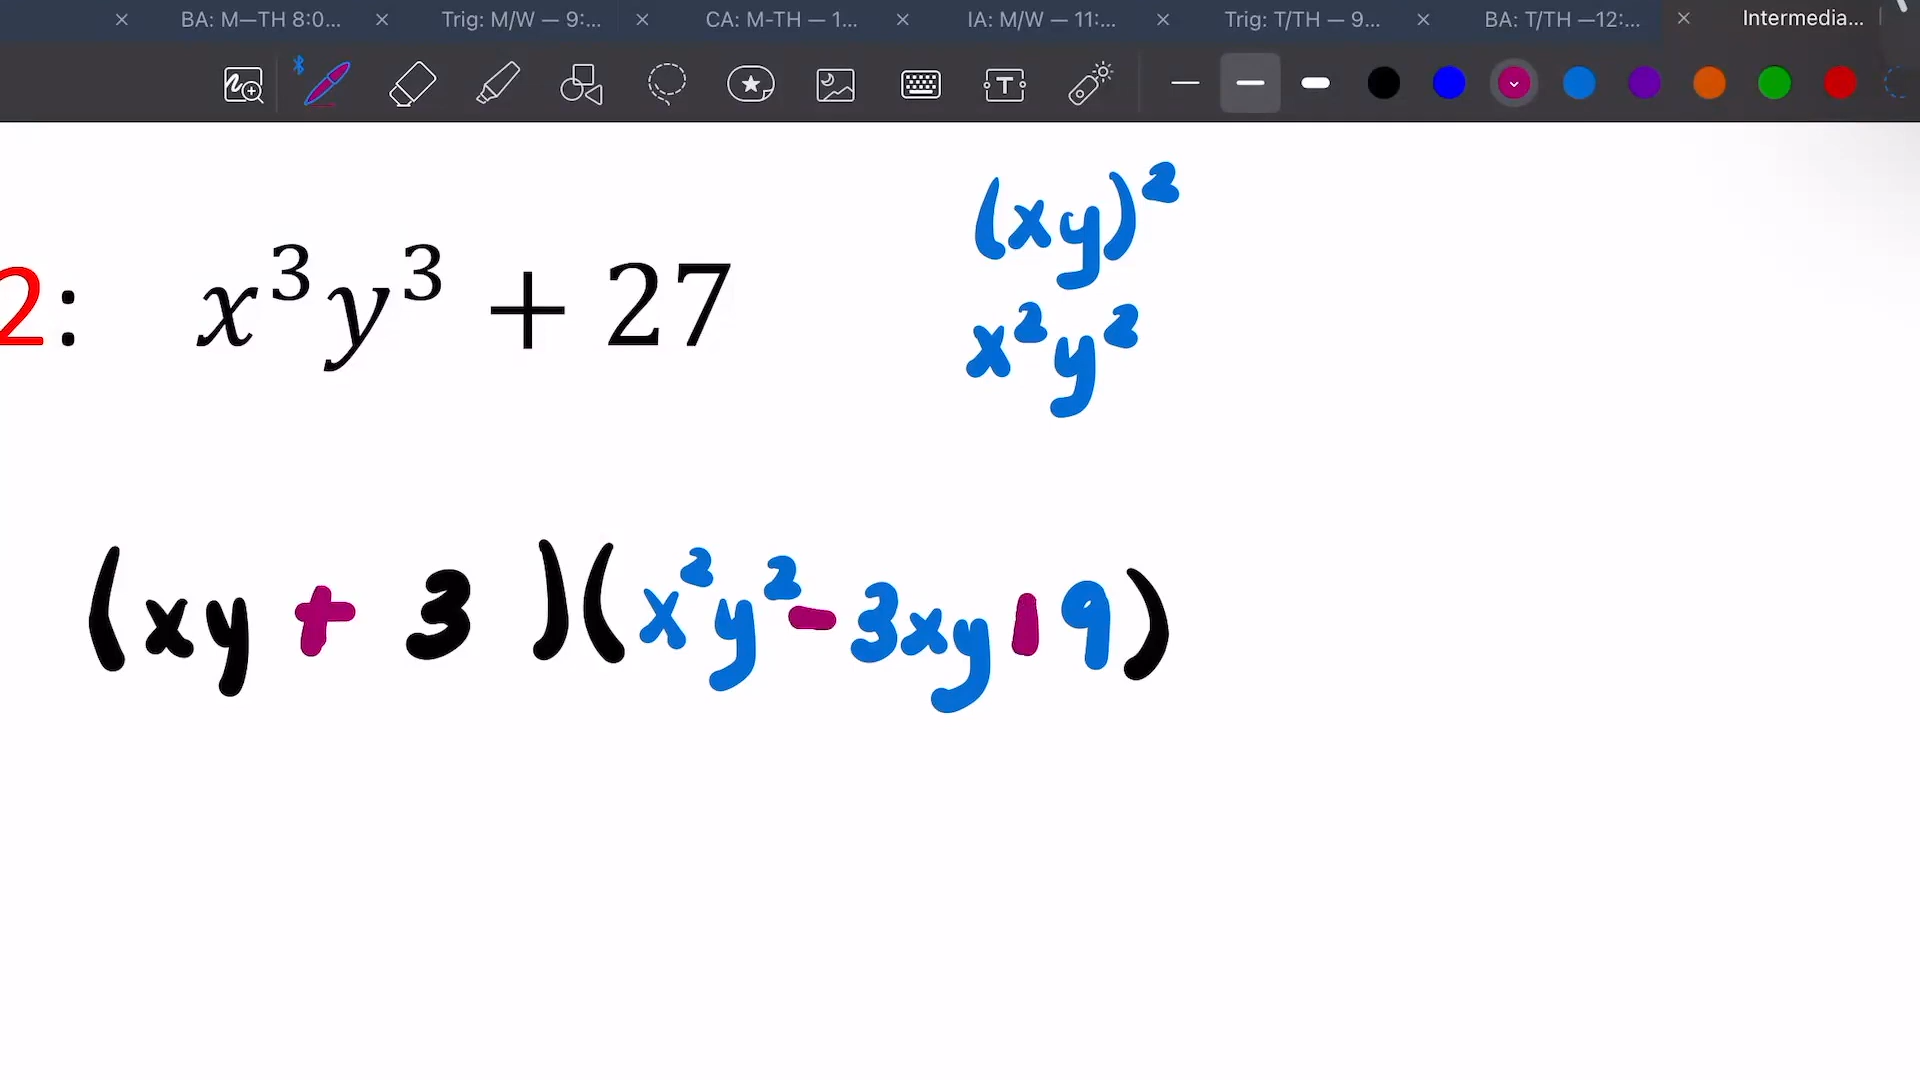 BA: M—TH 8:0... Trig: M/W — 9:... CA: M-TH — 1... IA: M/W — 11:... Trig: T/TH — 9... BA: T/TH —12:... Intermedia...
(xy)²
2: x³y³ + 27
x²y²
(xy + 3 )(x²y² - 3xy | 9)